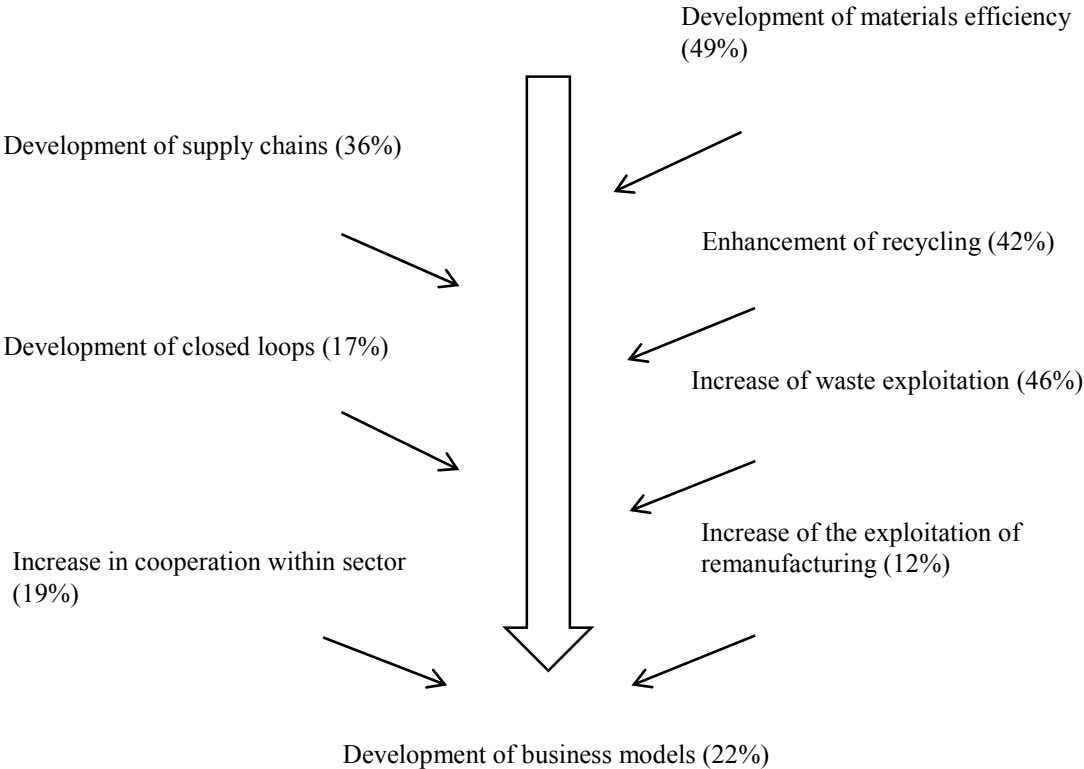 Development of materials efficiency
(49%)
Development of supply chains (36%)
Enhancement of recycling (42%)
Development of closed loops (17%)
Increase of waste exploitation (46%)
Increase of the exploitation of
remanufacturing (12%)
Increase in cooperation within sector
(19%)
Development of business models (22%)